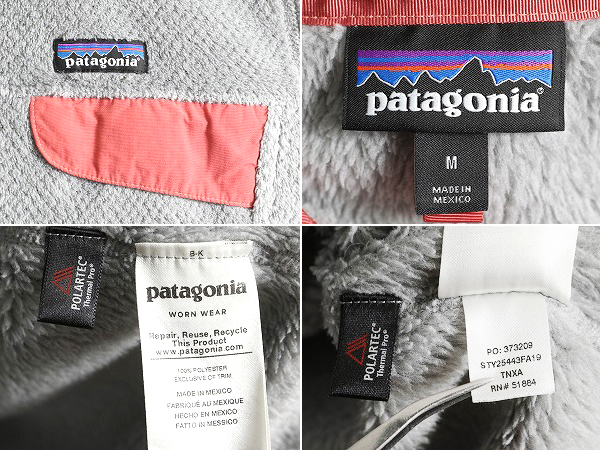 patagonia
patagonia®
M
MADE IN
MEXICO
POLARTEC®
Thermal Pro®
B-K
patagonia
WORN WEAR
Repair, Reuse, Recycle
This Product
www.patagonia.com
100% POLYESTER
EXCLUSIVE OF TRIM.
MADE IN MEXICO
FABRIQUÉ AU MEXIQUE
HECHO EN MEXICO
FATTO IN MESSICO
POLARTEC®
Thermal Pro®
PO: 373209
STY25443FA19
TNXA
RN# 51884